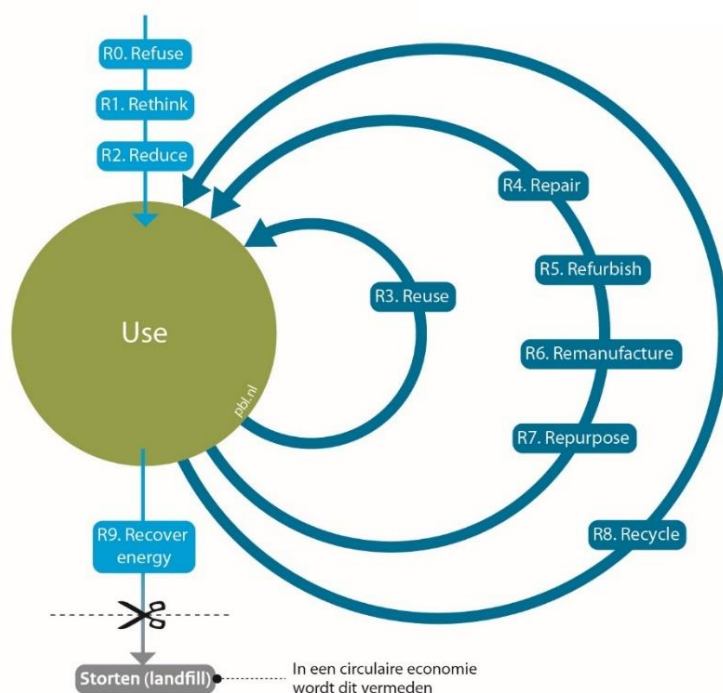 R0. Refuse
R1. Rethink
R2. Reduce
R4. Repair
R5. Refurbish
R3. Reuse
Use
R6. Remanufacture
pbl.nl
R7. Repurpose
R9. Recover
energy
R8. Recycle
Storten (landfill)
In een circulaire economie
wordt dit vermeden